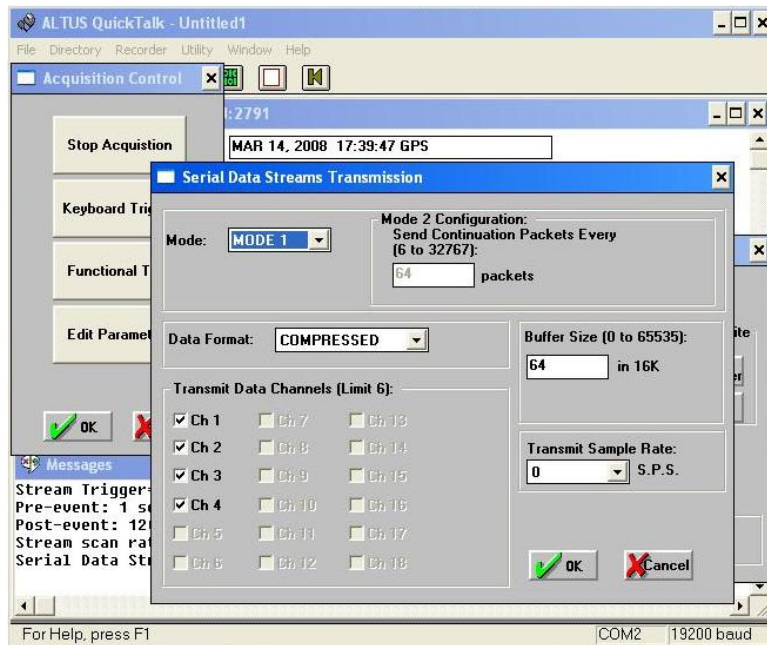 ALTUS QuickTalk - Untitled1
File Directory Recorder Utility Window Help
Acquisition Control
:2791
Stop Acquistion
MAR 14, 2008 17:39:47 GPS
Serial Data Streams Transmission
Keyboard
Mode: MODE 1
Mode 2 Configuration:
Send Continuation Packets Every
(6 to 32767):
64 packets
Functional
Edit
Data Format: COMPRESSED
Buffer Size (0 to 65535):
64 in 16K
Transmit Data Channels (Limit 6):
Ch 1 Ch 7 Ch 13
Ch 2 Ch 8 Ch 14
Ch 3 Ch 9 Ch 15
Ch 4 Ch 10 Ch 16
Ch 5 Ch 11 Ch 17
Ch 6 Ch 12 Ch 18
Transmit Sample Rate:
0 S.P.S.
OK
OK Cancel
Messages
Stream Trigger=
Pre-event: 1
Post-event:
Stream scan
Serial Data
For Help, press F1 COM2 19200 baud